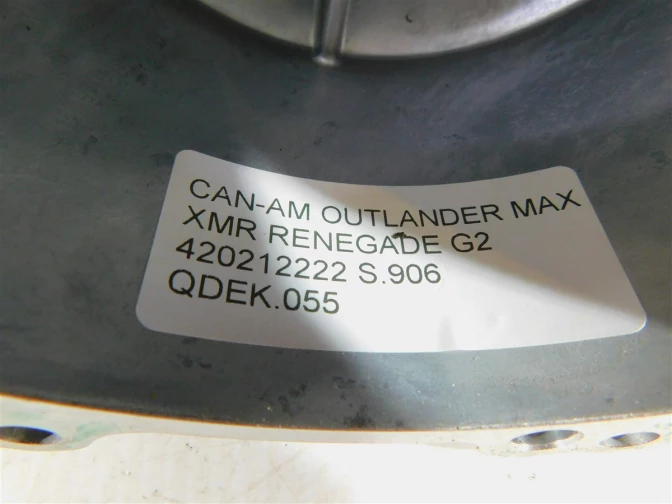 CAN-AM OUTLANDER MAX
XMR RENEGADE G2
420212222 S.906
QDEK.055